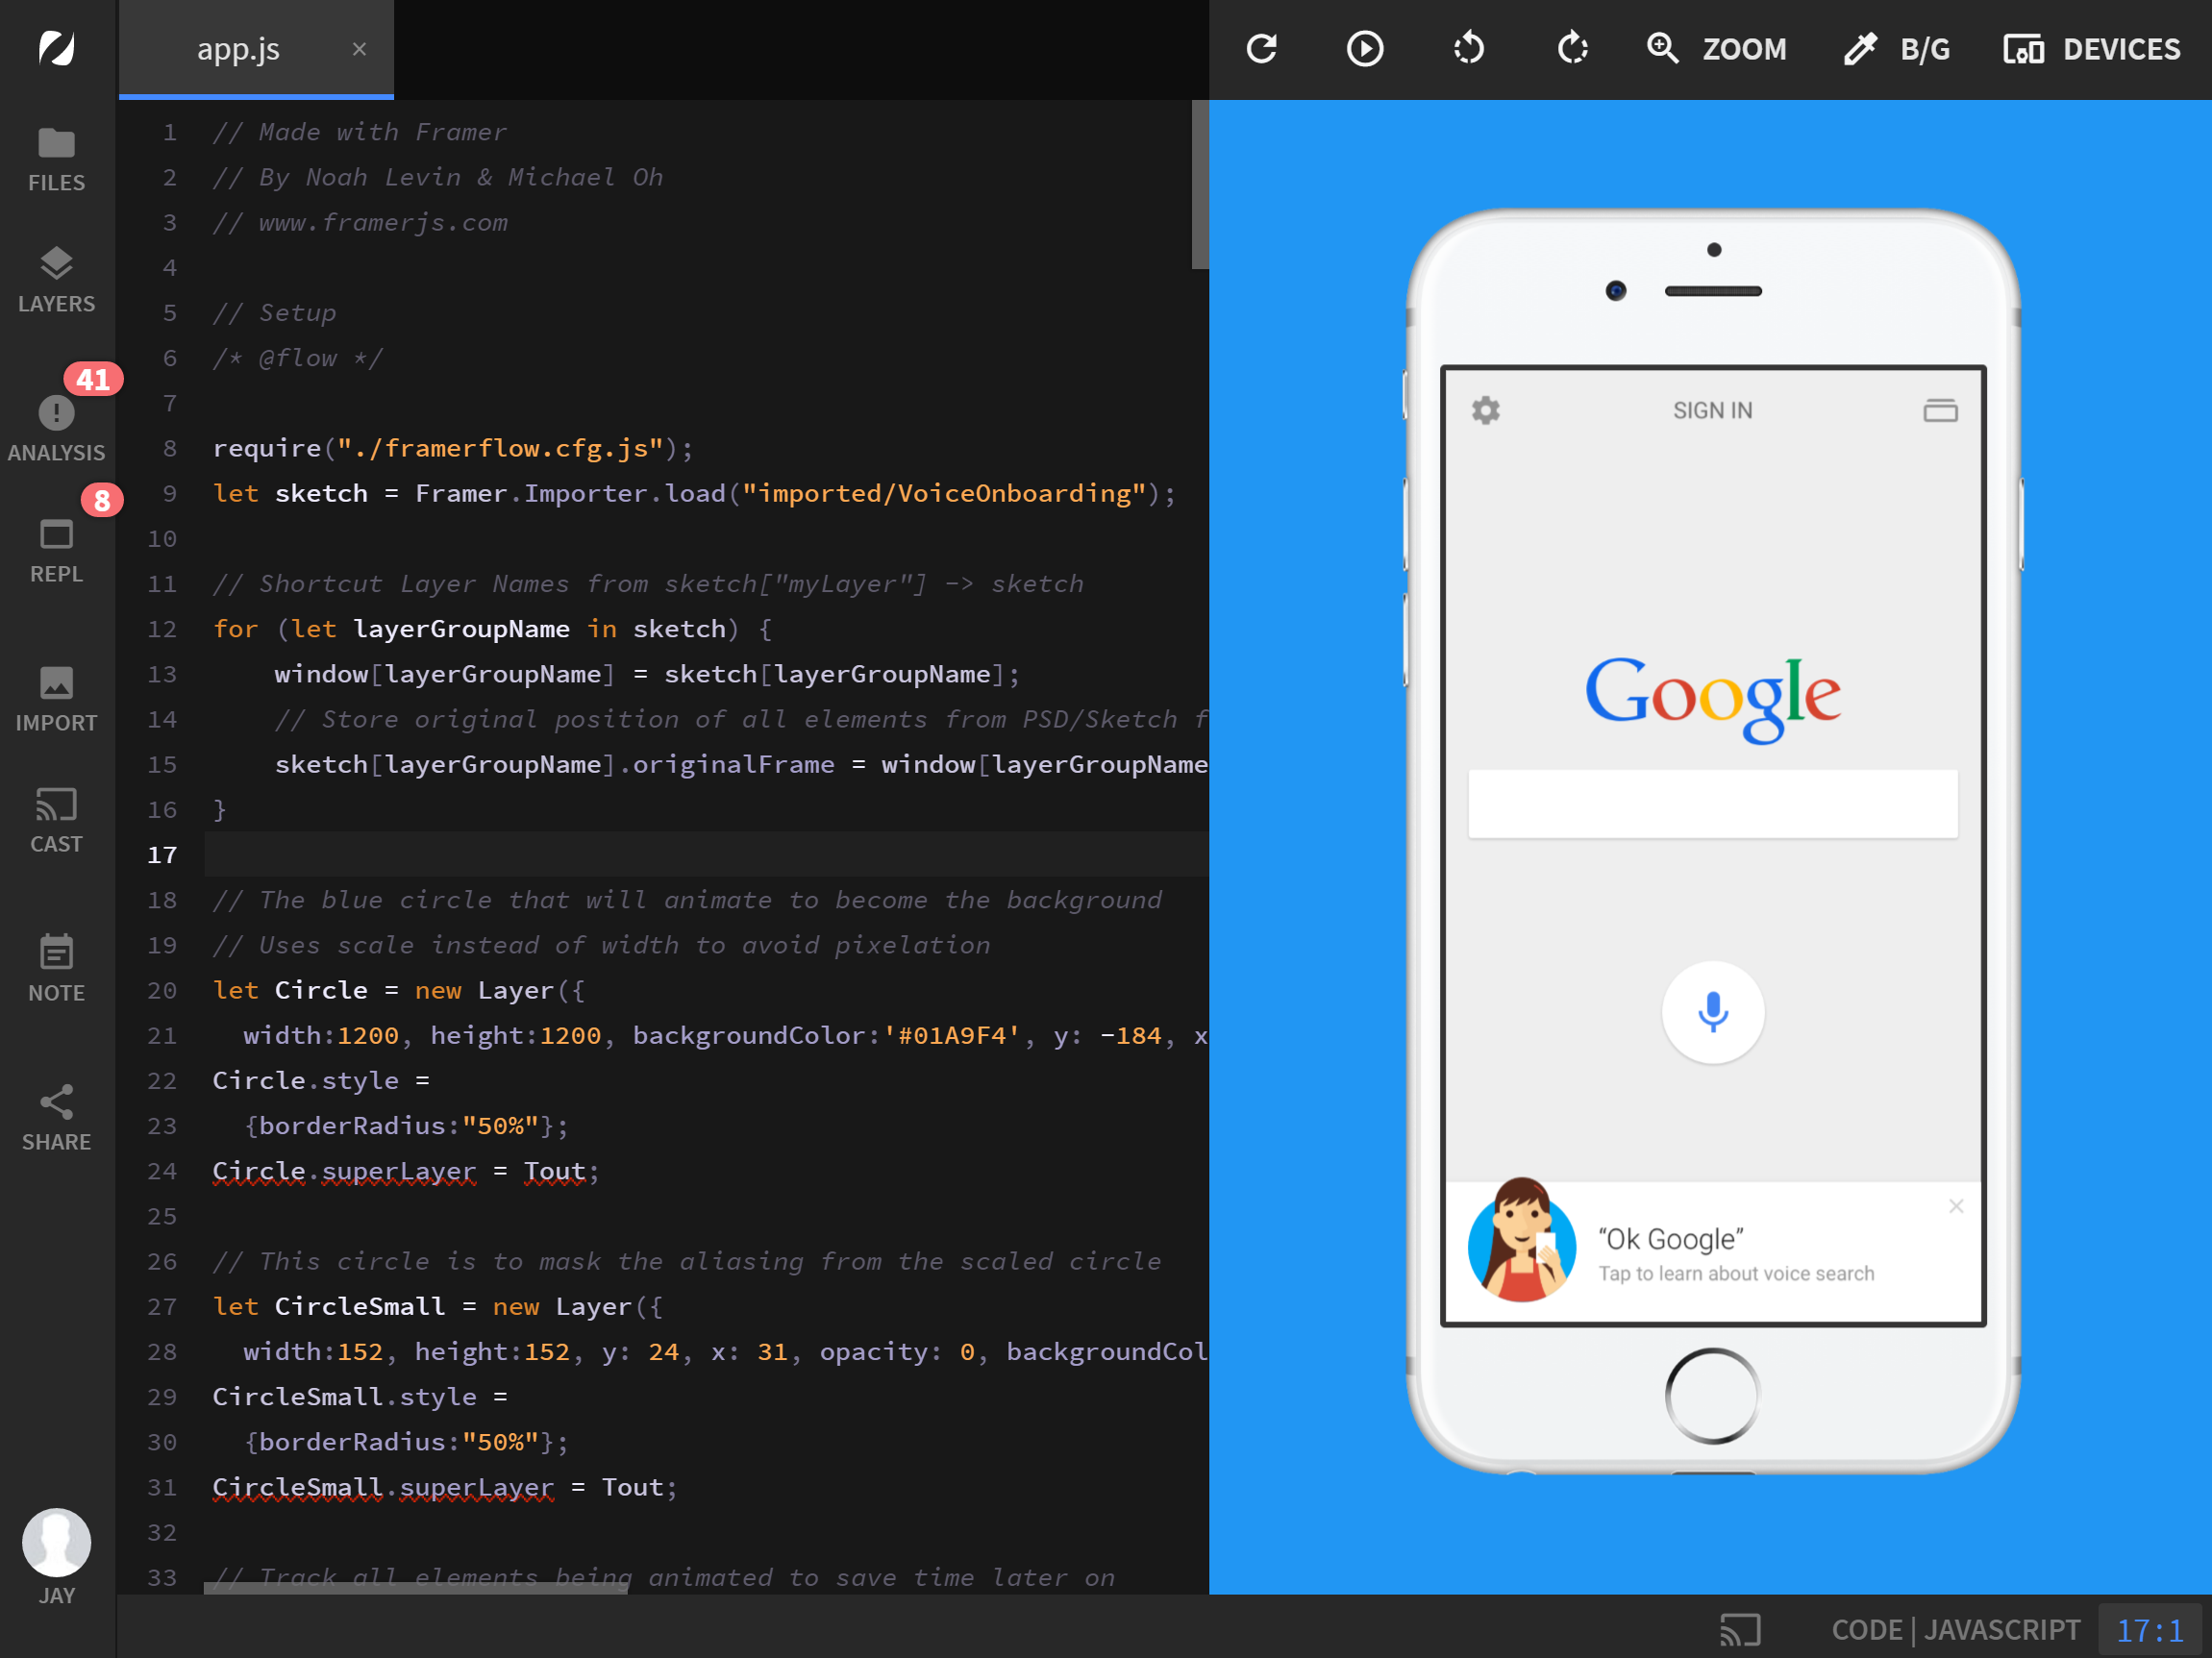 app.js ×
ZOOM
B/G
DEVICES
FILES
LAYERS
41
ANALYSIS
8
REPL
IMPORT
CAST
NOTE
SHARE
JAY
1 // Made with Framer
2 // By Noah Levin & Michael Oh
3 // www.framerjs.com
4
5 // Setup
6 /* @flow */
7
8 require("./framerflow.cfg.js");
9 let sketch = Framer.Importer.load("imported/VoiceOnboarding");
10
11 // Shortcut Layer Names from sketch["myLayer"] -> sketch
12 for (let layerGroupName in sketch) {
13 window[layerGroupName] = sketch[layerGroupName];
14 // Store original position of all elements from PSD/Sketch f
15 sketch[layerGroupName].originalFrame = window[layerGroupName
16 }
17
18 // The blue circle that will animate to become the background
19 // Uses scale instead of width to avoid pixelation
20 let Circle = new Layer({
21 width:1200, height:1200, backgroundColor:'#01A9F4', y: -184, x
22 Circle.style =
23 {borderRadius:"50%"};
24 Circle.superLayer = Tout;
25
26 // This circle is to mask the aliasing from the scaled circle
27 let CircleSmall = new Layer({
28 width:152, height:152, y: 24, x: 31, opacity: 0, backgroundCol
29 CircleSmall.style =
30 {borderRadius:"50%"};
31 CircleSmall.superLayer = Tout;
32
33 // Track all elements being animated to save time later on
SIGN IN
Google
“Ok Google”
Tap to learn about voice search
CODE | JAVASCRIPT
17:1